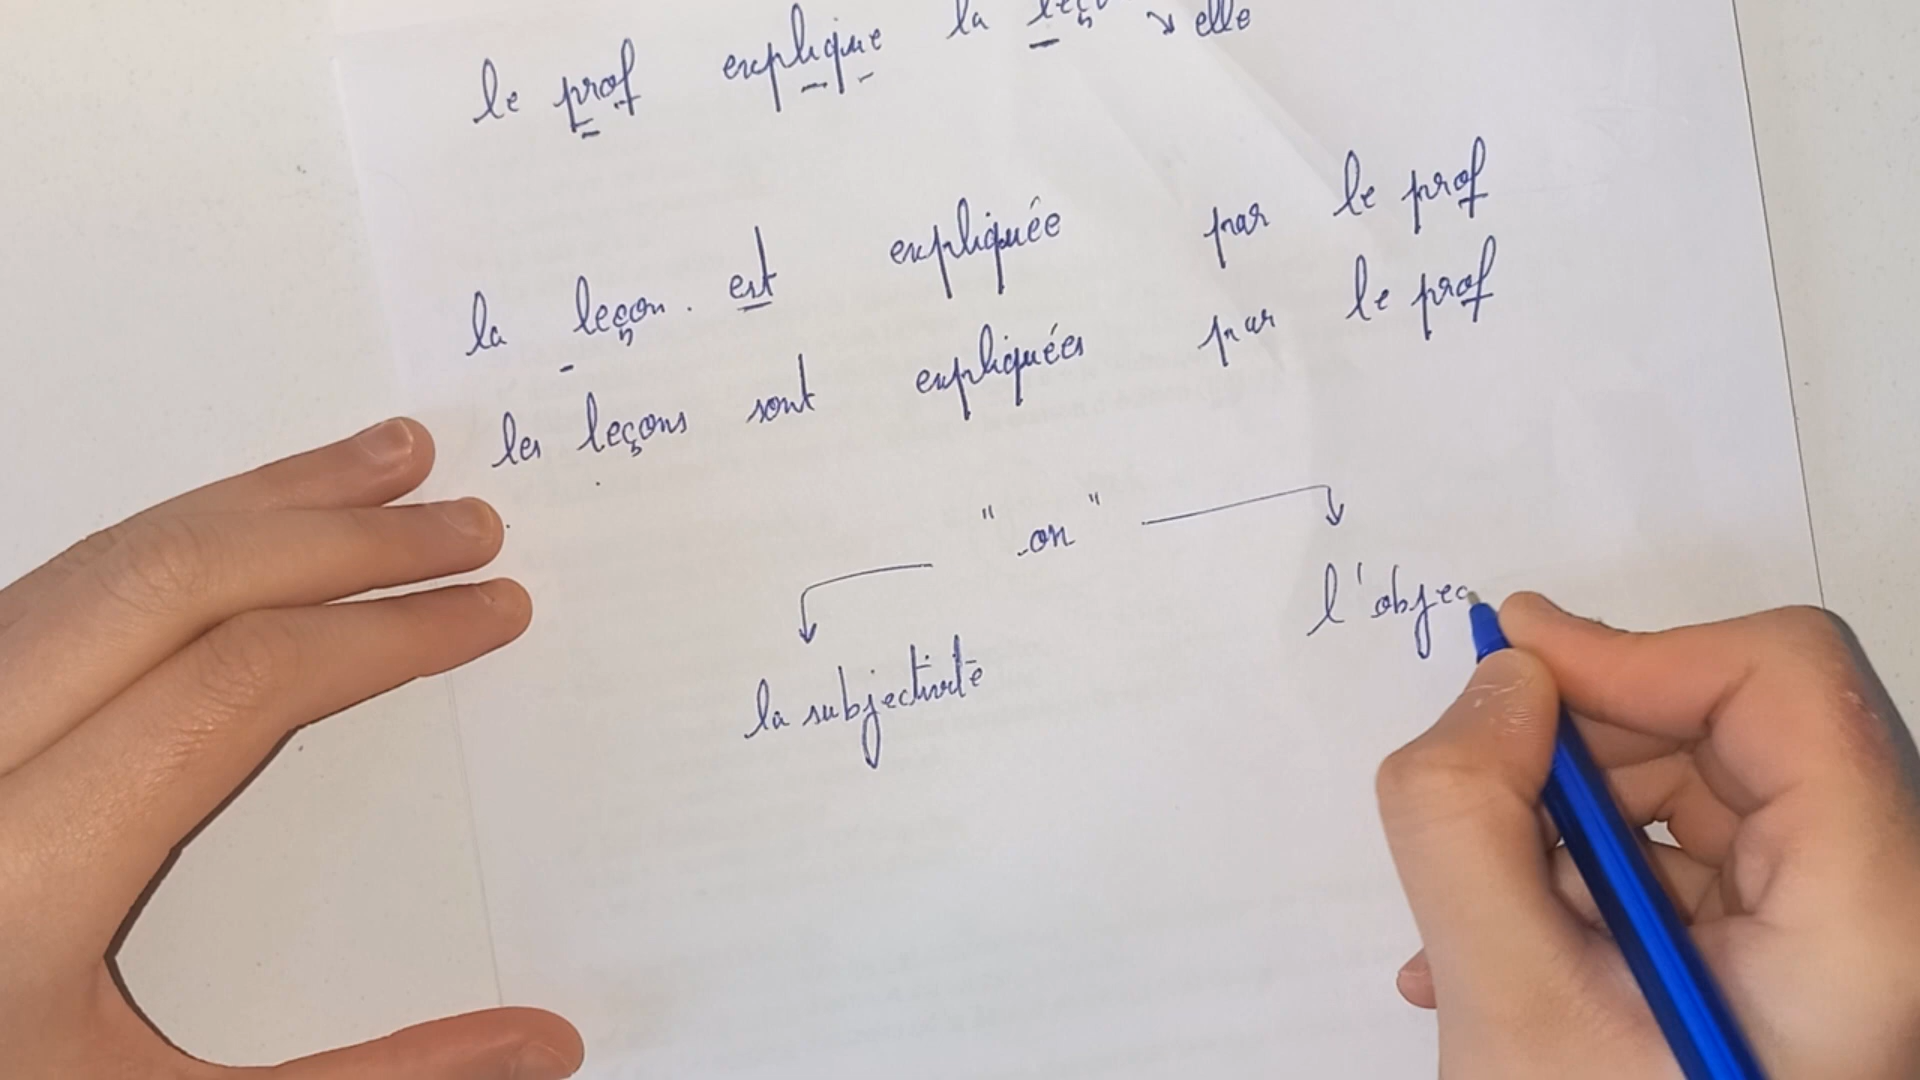 le prof explique la leç ↘ elle
la leçon. est expliquée par le prof
les leçons sont expliquées par le prof
" on "
l'objec
la subjectivité